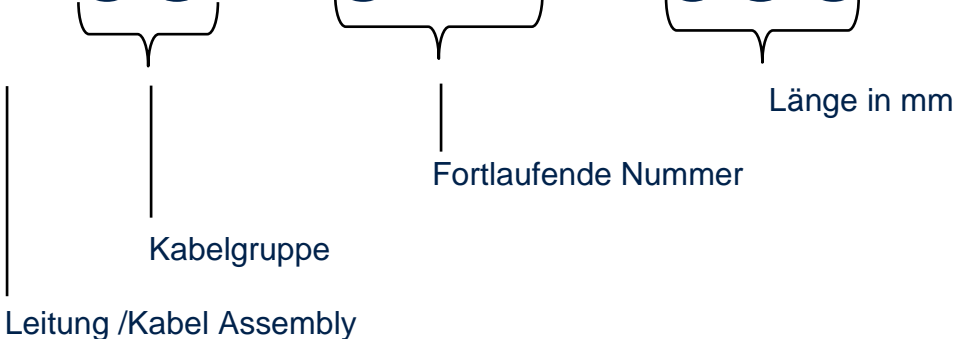 Länge in mm
Fortlaufende Nummer
Kabelgruppe
Leitung /Kabel Assembly